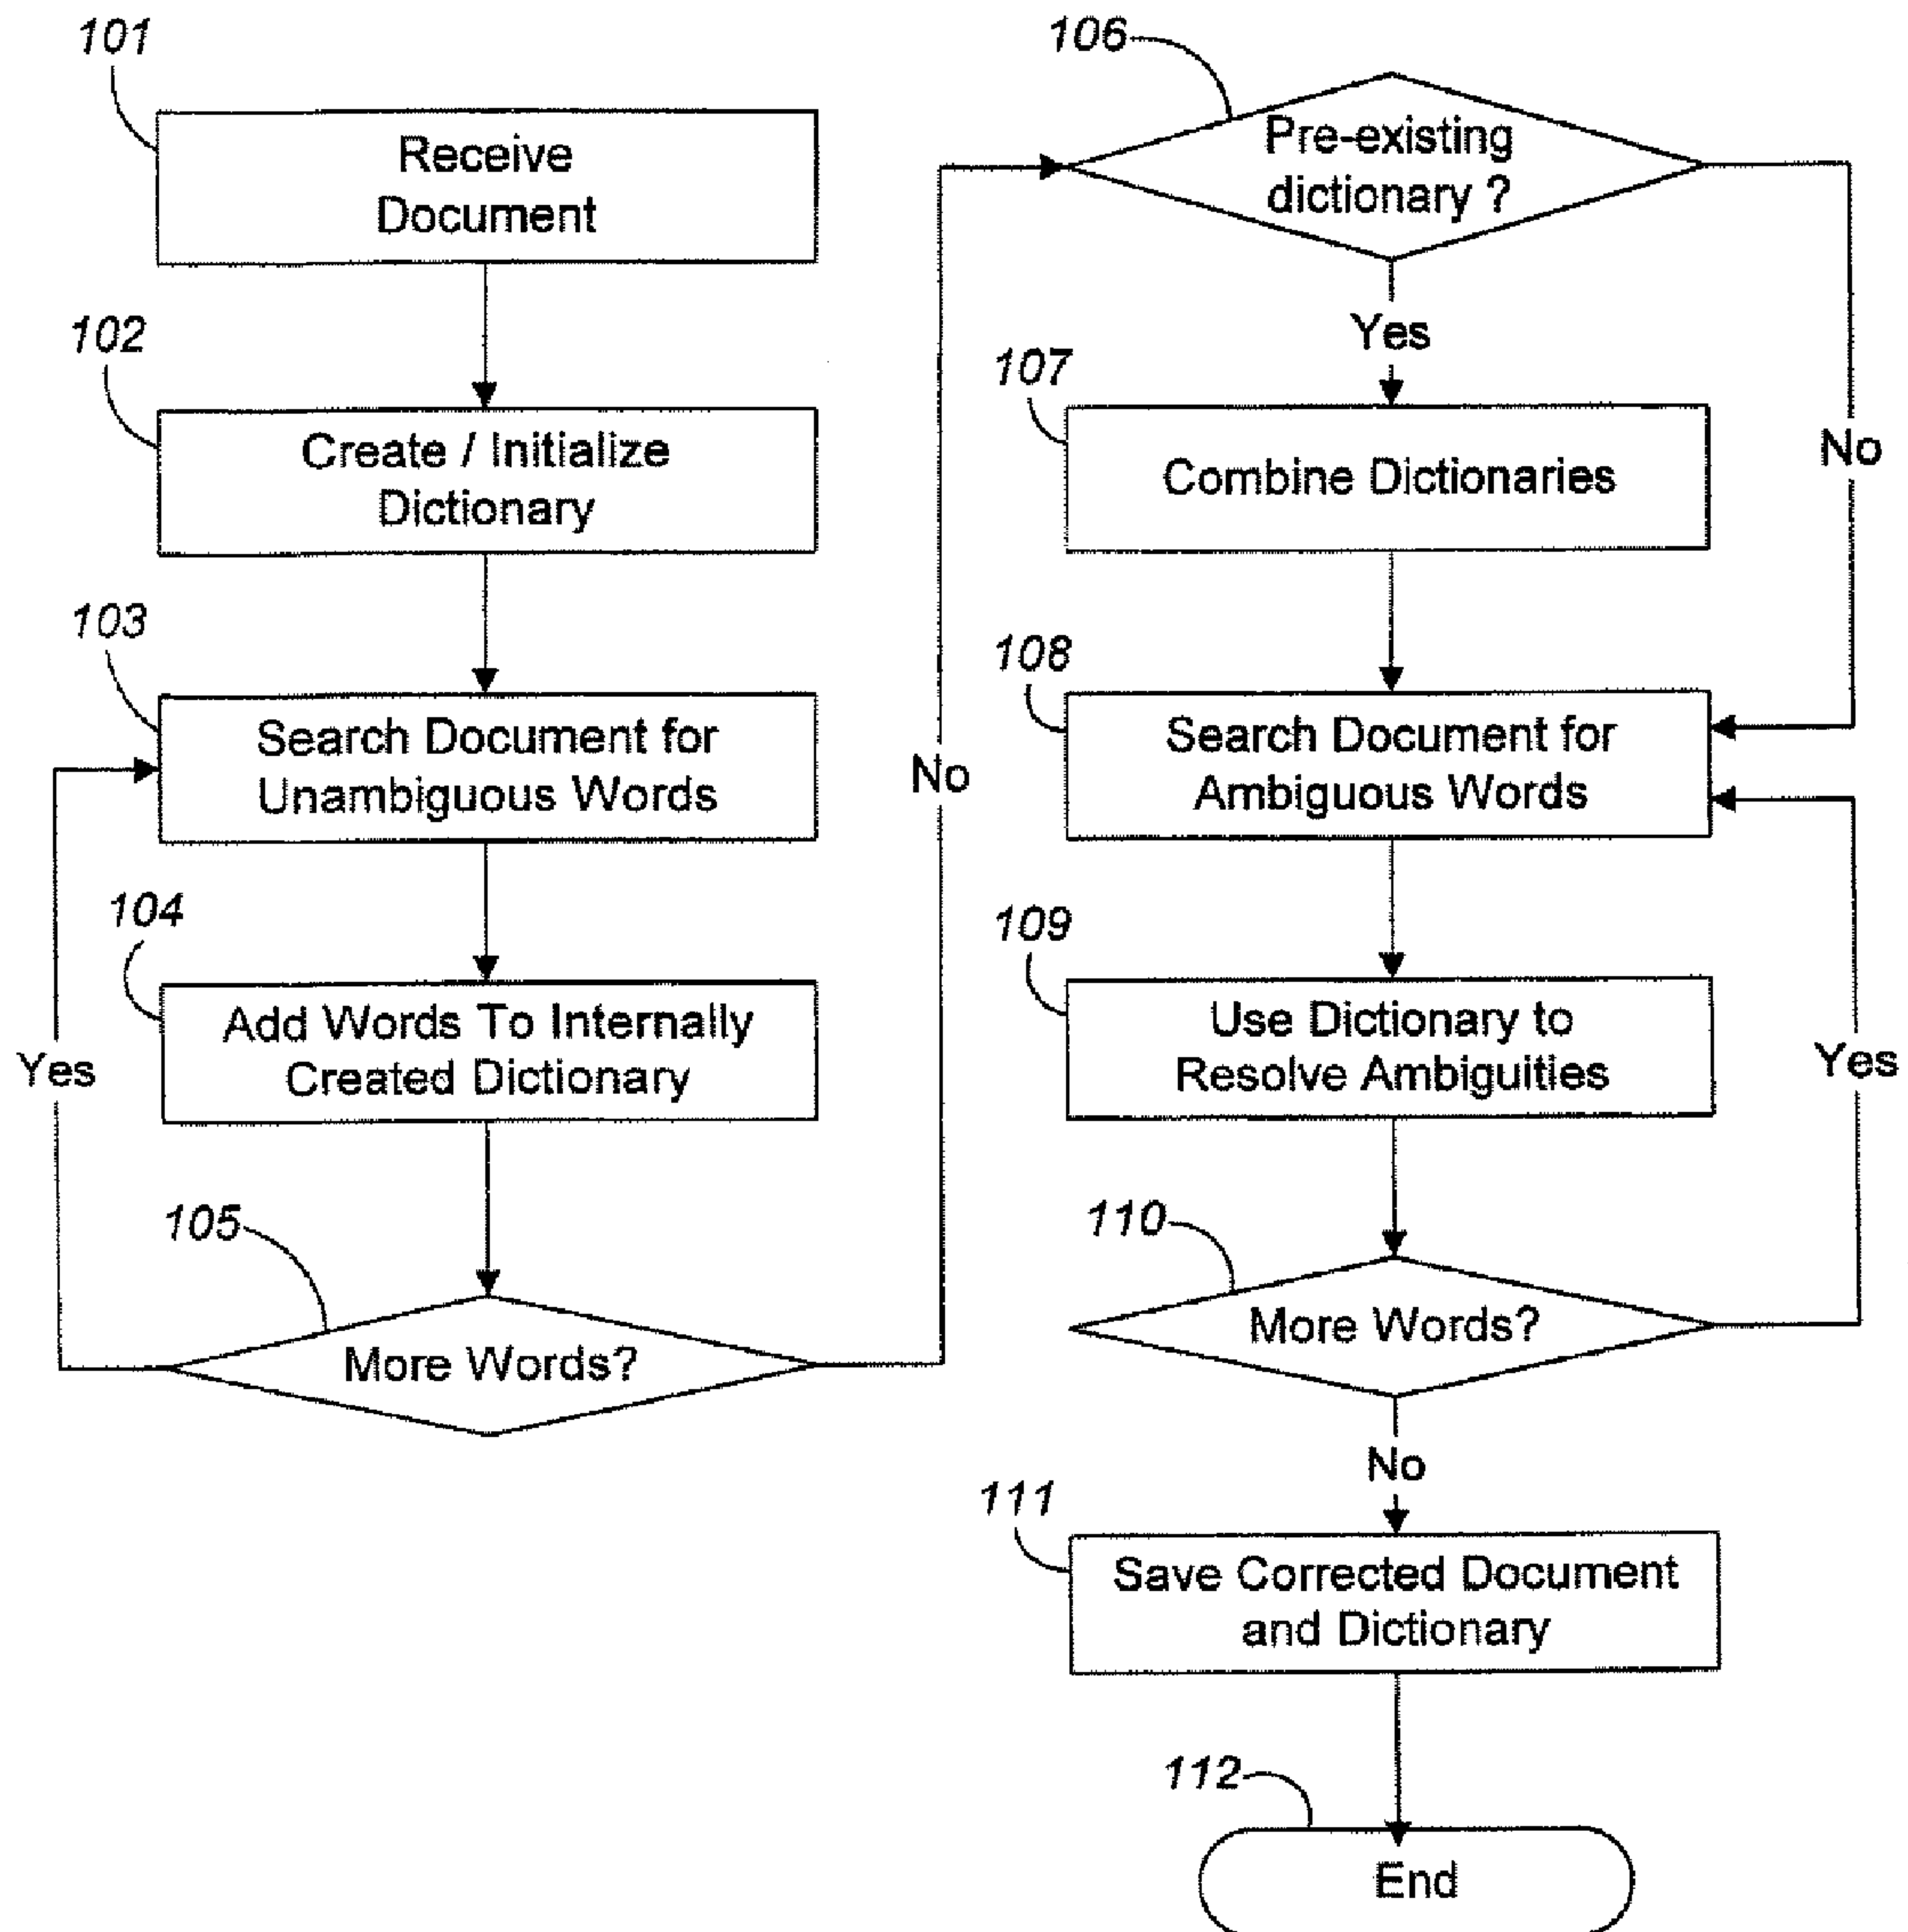 101
Receive
Document
102
Create / Initialize
Dictionary
103
Search Document for
Unambiguous Words
104
Add Words To Internally
Created Dictionary
Yes
105
More Words?
No
106
Pre-existing
dictionary ?
Yes
No
107
Combine Dictionaries
108
Search Document for
Ambiguous Words
109
Use Dictionary to
Resolve Ambiguities
Yes
110
More Words?
No
111
Save Corrected Document
and Dictionary
112
End